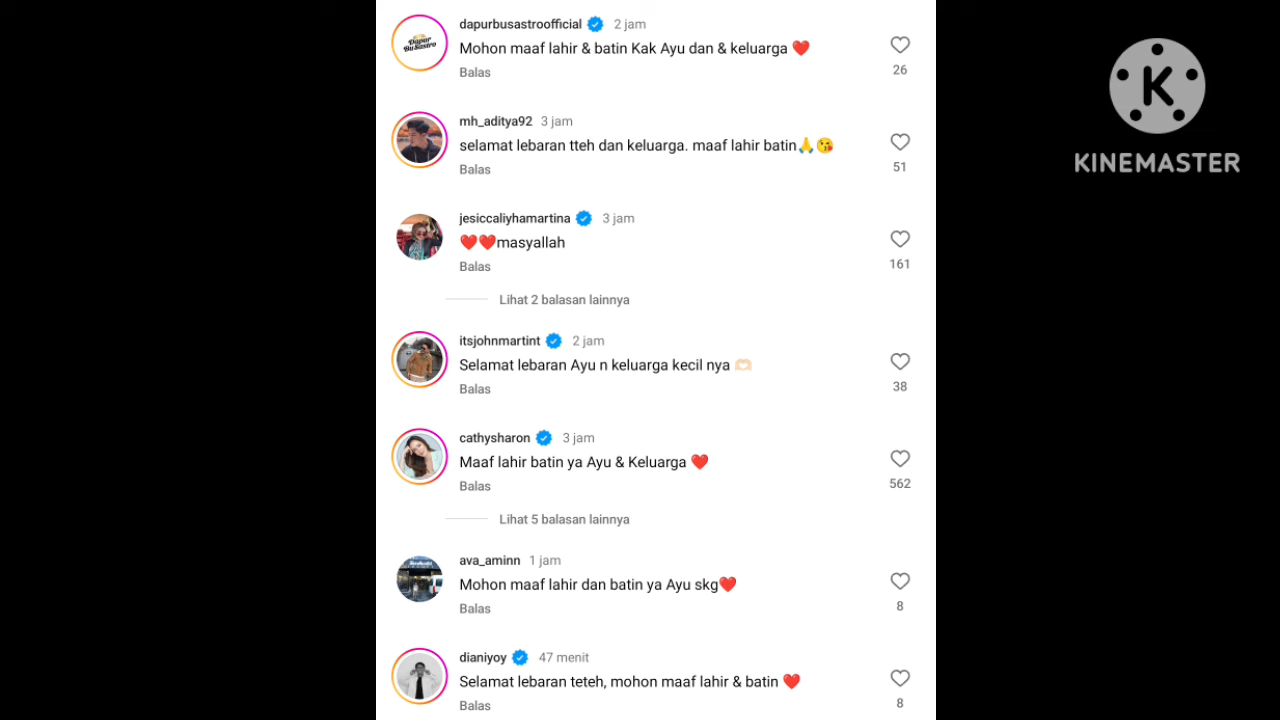 dapurbusastroofficial 2 jam
Mohon maaf lahir & batin Kak Ayu dan & keluarga ❤️
26
Balas
Dapur
Bu Sastro
mh_aditya92 3 jam
selamat lebaran tteh dan keluarga. maaf lahir batin🙏😘
51
Balas
jesiccaliyhamartina 3 jam
❤️❤️masyallah
161
Balas
Lihat 2 balasan lainnya
itsjohnmartint 2 jam
Selamat lebaran Ayu n keluarga kecil nya 🫶🏻
38
Balas
cathysharon 3 jam
Maaf lahir batin ya Ayu & Keluarga ❤️
562
Balas
Lihat 5 balasan lainnya
ava_aminn 1 jam
Mohon maaf lahir dan batin ya Ayu skg❤️
8
Balas
dianiyoy 47 menit
Selamat lebaran teteh, mohon maaf lahir & batin ❤️
8
Balas
K
KINEMASTER